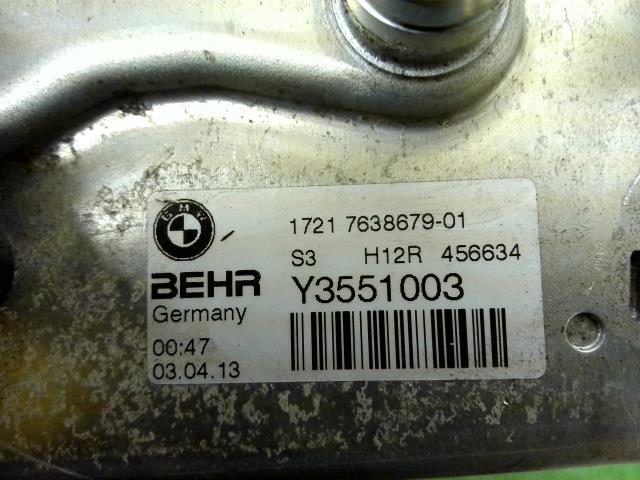 BMW
1721 7638679-01
S3 H12R 456634
BEHR Y3551003
Germany
00:47
03.04.13